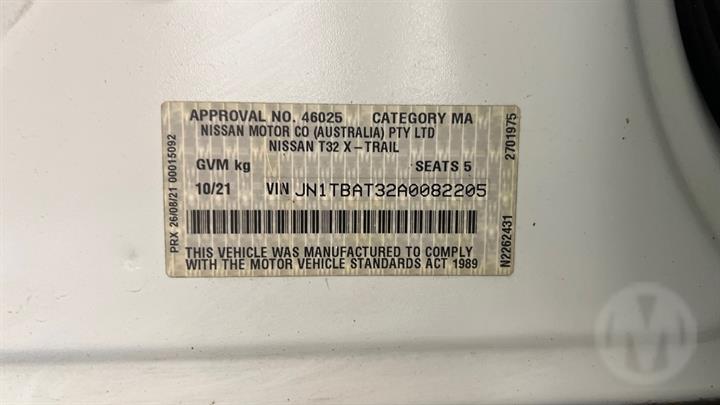 APPROVAL NO. 46025 CATEGORY MA
NISSAN MOTOR CO (AUSTRALIA) PTY LTD
NISSAN T32 X-TRAIL
GVM kg SEATS 5
10/21 VIN JN1TBAT32A0082205
THIS VEHICLE WAS MANUFACTURED TO COMPLY
WITH THE MOTOR VEHICLE STANDARDS ACT 1989
PRX 26/08/21 00015092
2701975
N2262431
M